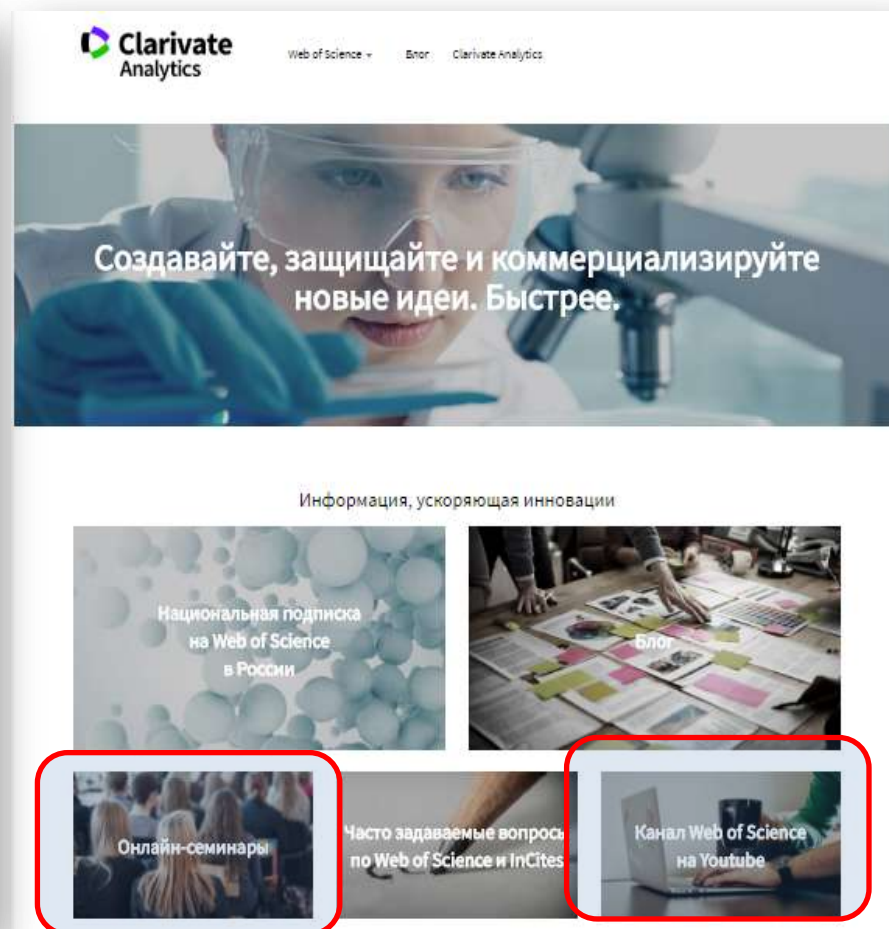 Clarivate
Analytics
Web of Science
Блог
Clarivate Analytics
Создавайте, защищайте и коммерциализируйте
новые идеи. Быстрее.
Информация, ускоряющая инновации
Национальная подписка
на Web of Science
в России
Блог
Онлайн-семинары
Часто задаваемые вопросы
по Web of Science и InCites
Канал Web of Science
на Youtube